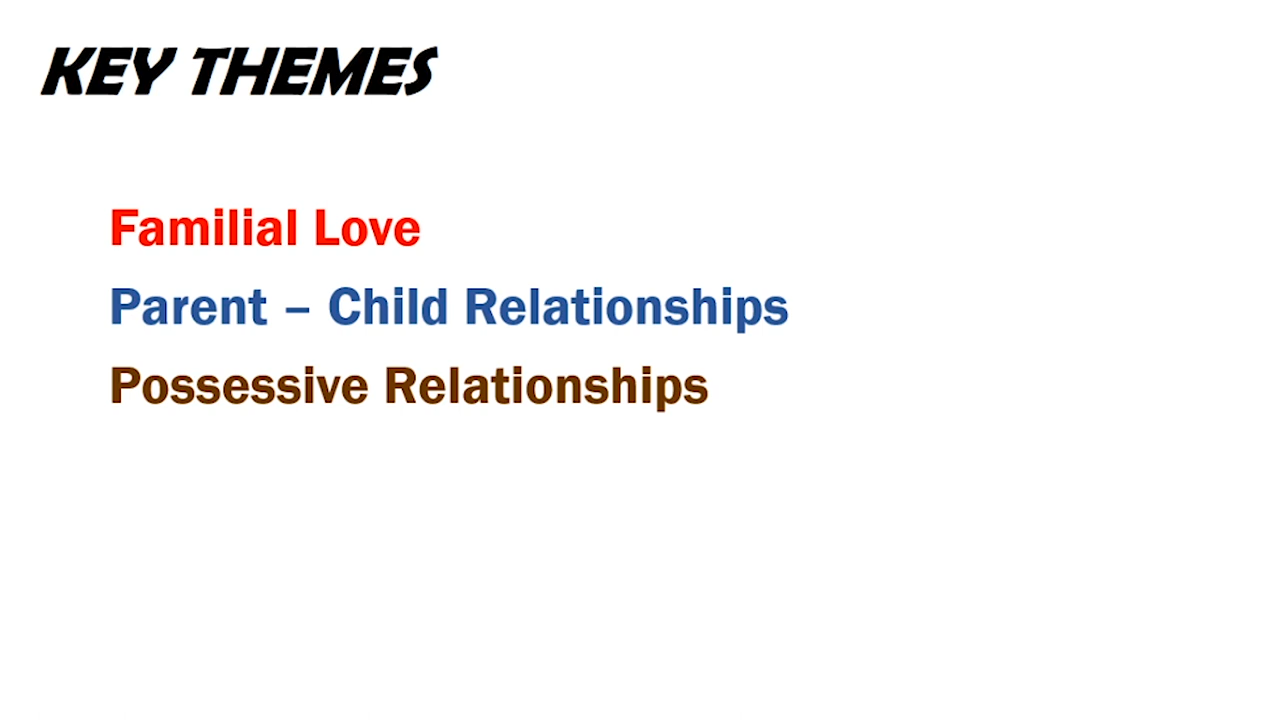 KEY THEMES
Familial Love
Parent – Child Relationships
Possessive Relationships